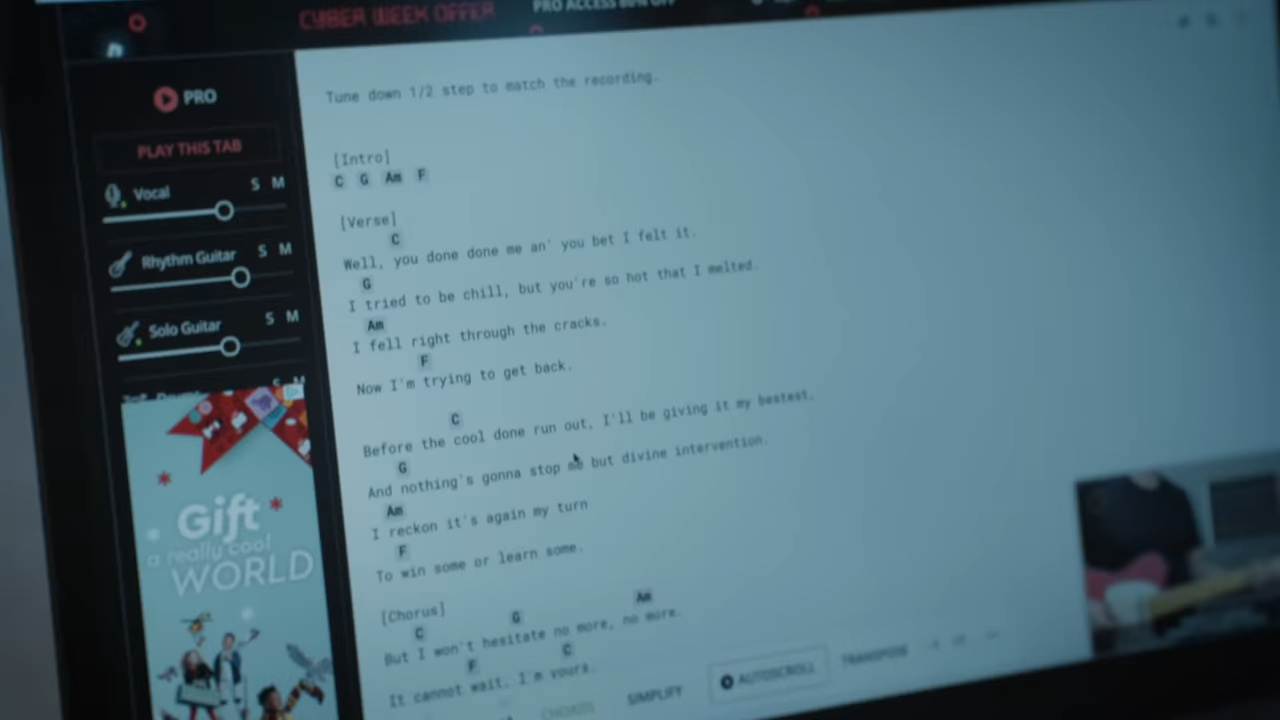 CYBER WEEK OFFER
PRO ACCESS 80% OFF
PRO
PLAY THIS TAB
Vocal S M
Rhythm Guitar S M
Solo Guitar S M
S M
Gift
a really cool
WORLD
Tune down 1/2 step to match the recording.
[Intro]
C G Am F
[Verse]
C
Well, you done done me an' you bet I felt it.
G
I tried to be chill, but you're so hot that I melted.
Am
I fell right through the cracks.
F
Now I'm trying to get back.
C
Before the cool done run out, I'll be giving it my bestest.
G
And nothing's gonna stop me but divine intervention.
Am
I reckon it's again my turn
F
To win some or learn some.
[Chorus]
C G Am
But I won't hesitate no more, no more.
F C
It cannot wait, I'm yours.
CHORDS SIMPLIFY AUTOSCROLL TRANSPOSE